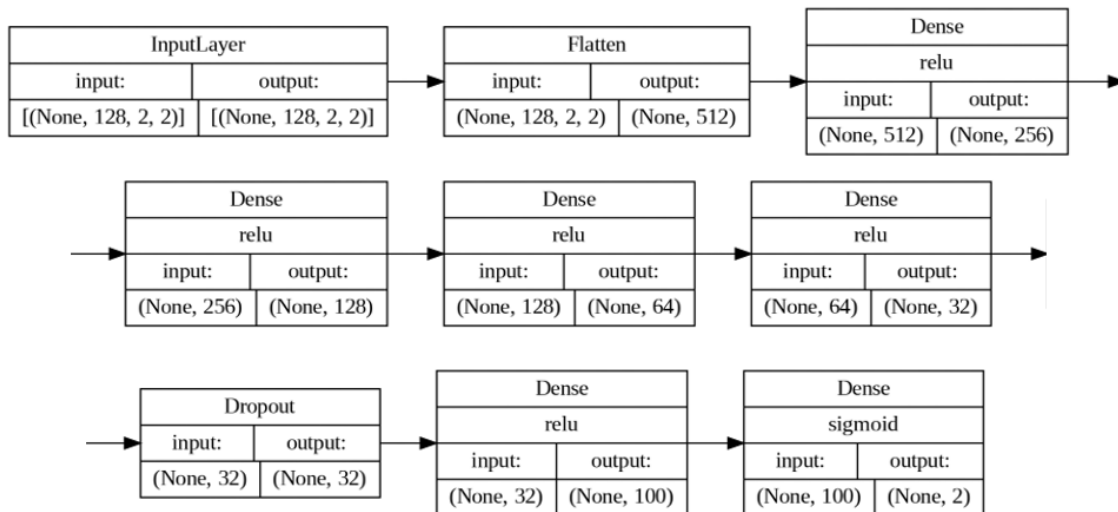 InputLayer
input: output:
[(None, 128, 2, 2)] [(None, 128, 2, 2)]
Flatten
input: output:
(None, 128, 2, 2) (None, 512)
Dense
relu
input: output:
(None, 512) (None, 256)
Dense
relu
input: output:
(None, 256) (None, 128)
Dense
relu
input: output:
(None, 128) (None, 64)
Dense
relu
input: output:
(None, 64) (None, 32)
Dropout
input: output:
(None, 32) (None, 32)
Dense
relu
input: output:
(None, 32) (None, 100)
Dense
sigmoid
input: output:
(None, 100) (None, 2)